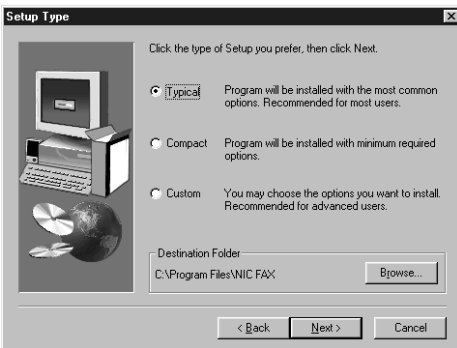 Setup Type
Click the type of Setup you prefer, then click Next.
Typical Program will be installed with the most common
options. Recommended for most users.
Compact Program will be installed with minimum required
options.
Custom You may choose the options you want to install.
Recommended for advanced users.
Destination Folder
C:\Program Files\NIC FAX Browse...
< Back Next > Cancel